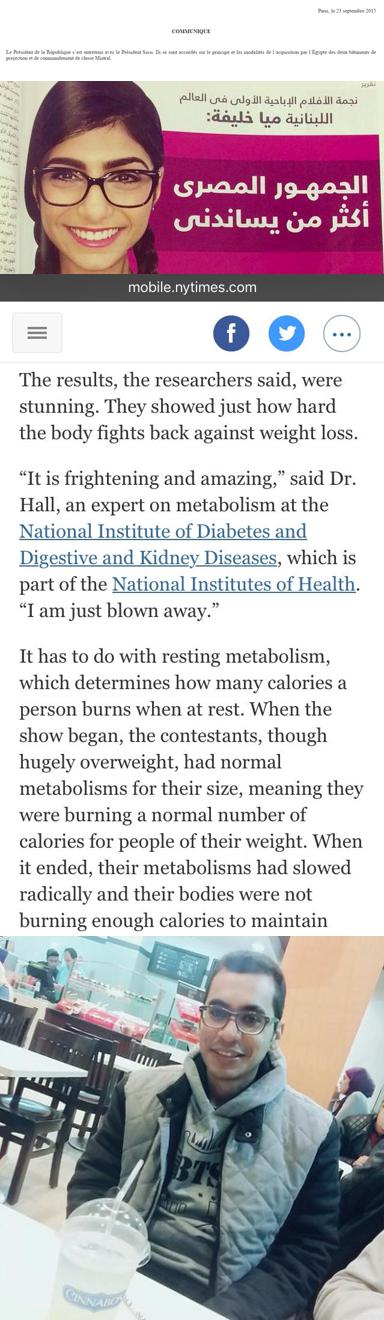 Paris, le 23 septembre 2015
COMMUNIQUE
Le Président de la République s'est entretenu avec le Président Sissi. Ils se sont accordés sur le principe et les modalités de l'acquisition par l'Egypte des deux bâtiments de
projection et de commandement de classe Mistral.
تقرير
نجمة الأفلام الإباحية الأولى فى العالم
اللبنانية ميا خليفة:
الجمهور المصرى
أكثر من يساندنى
mobile.nytimes.com
The results, the researchers said, were
stunning. They showed just how hard
the body fights back against weight loss.
“It is frightening and amazing,” said Dr.
Hall, an expert on metabolism at the
National Institute of Diabetes and
Digestive and Kidney Diseases, which is
part of the National Institutes of Health.
“I am just blown away.”
It has to do with resting metabolism,
which determines how many calories a
person burns when at rest. When the
show began, the contestants, though
hugely overweight, had normal
metabolisms for their size, meaning they
were burning a normal number of
calories for people of their weight. When
it ended, their metabolisms had slowed
radically and their bodies were not
burning enough calories to maintain
CINNABON